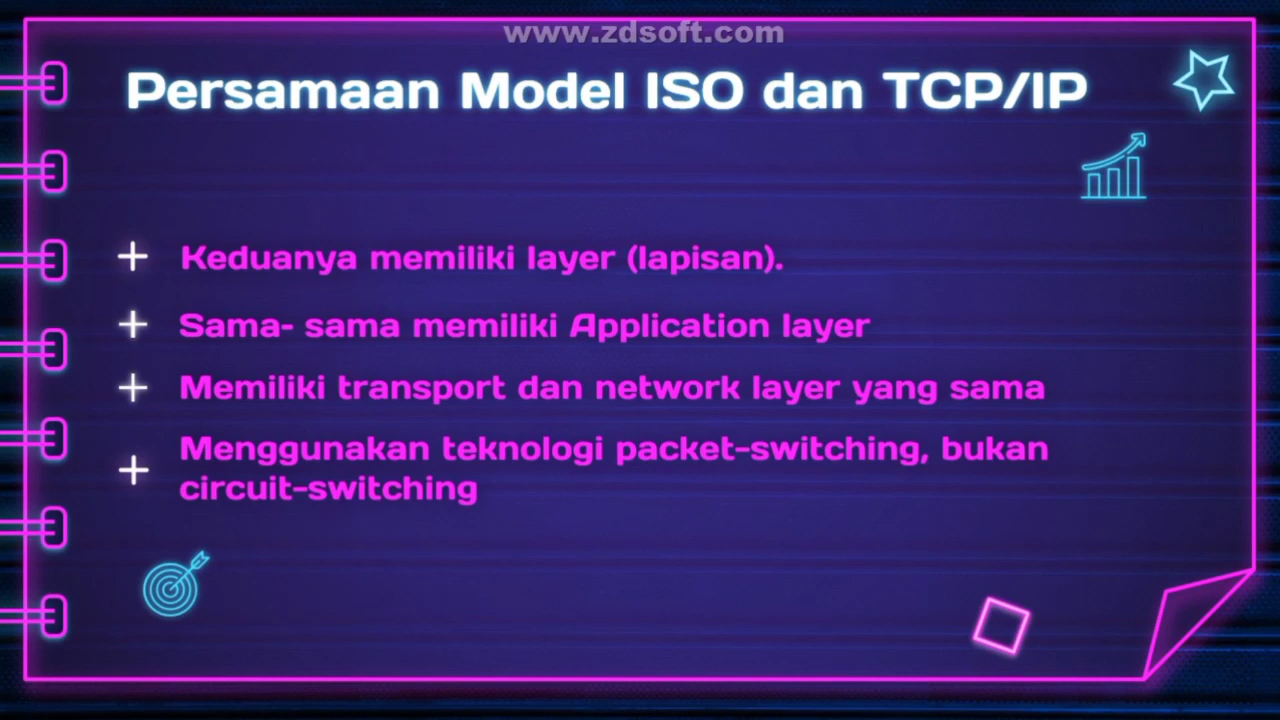 www.zdsoft.com
Persamaan Model ISO dan TCP/IP
Keduanya memiliki layer (lapisan).
Sama- sama memiliki Application layer
Memiliki transport dan network layer yang sama
Menggunakan teknologi packet-switching, bukan
circuit-switching